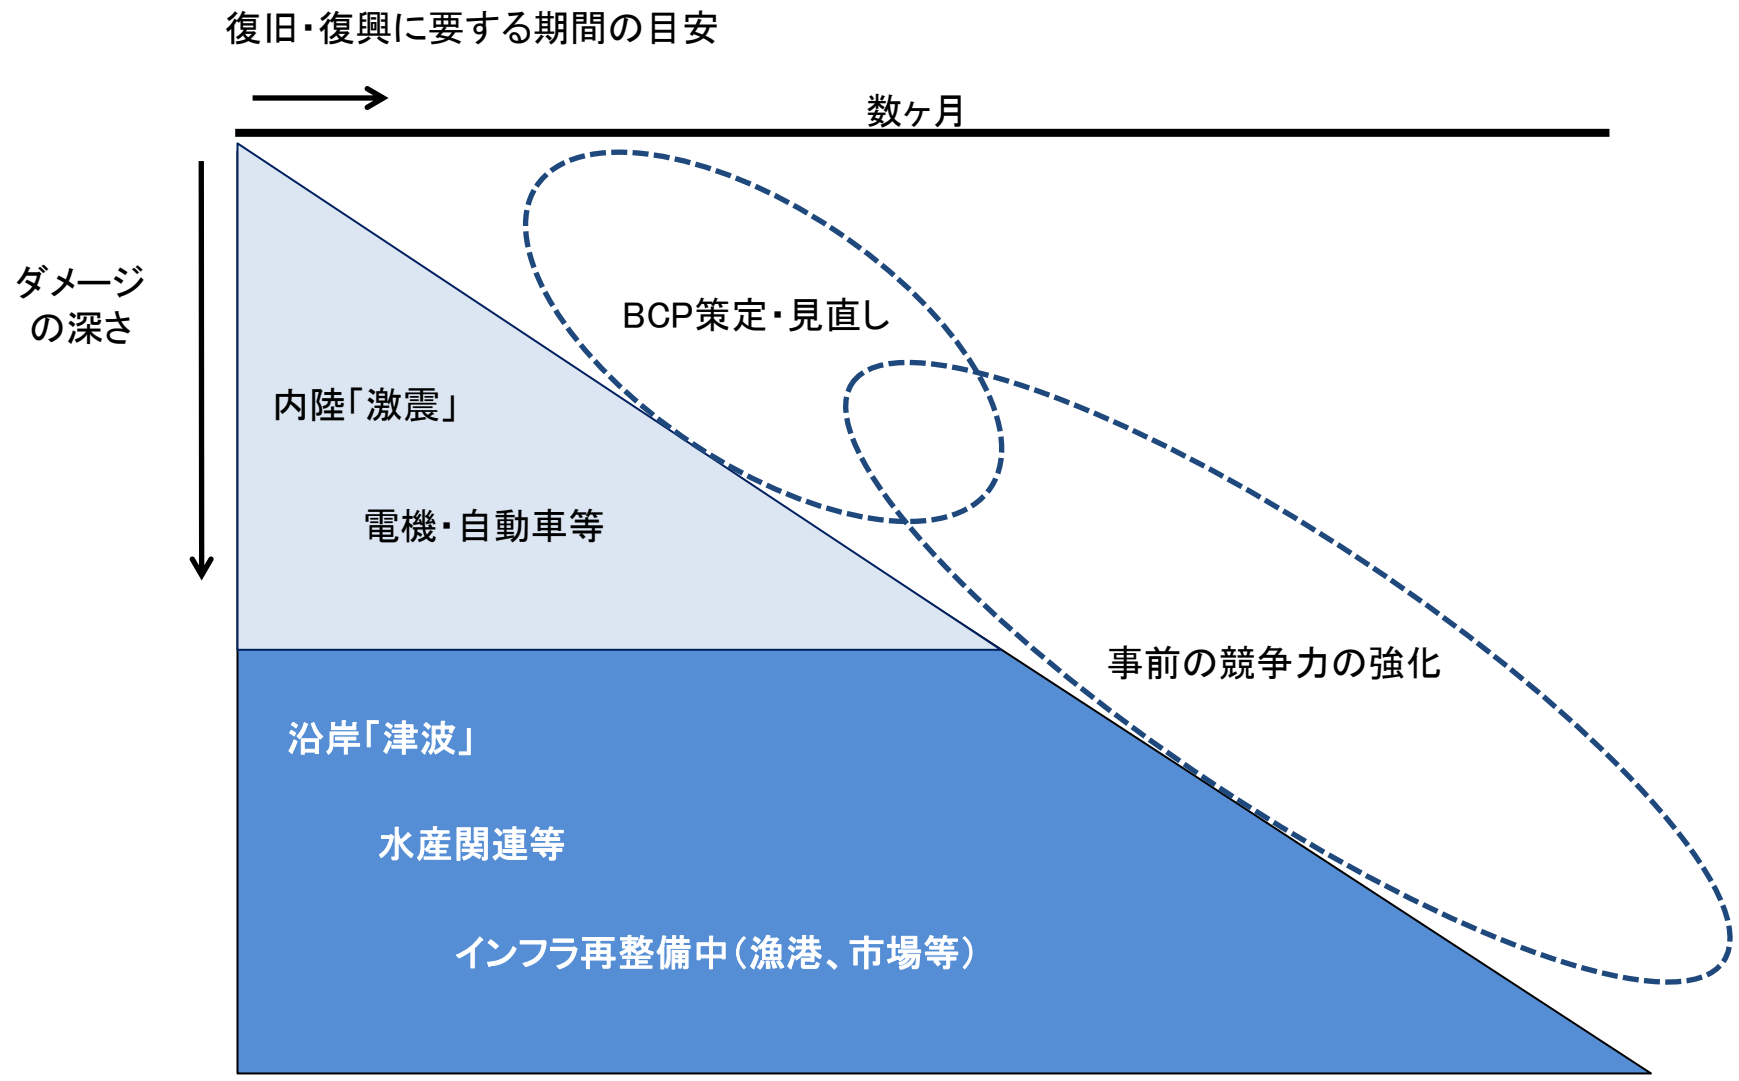 復旧・復興に要する期間の目安
数ヶ月
ダメージ
の深さ
BCP策定・見直し
内陸「激震」
電機・自動車等
事前の競争力の強化
沿岸「津波」
水産関連等
インフラ再整備中（漁港、市場等）